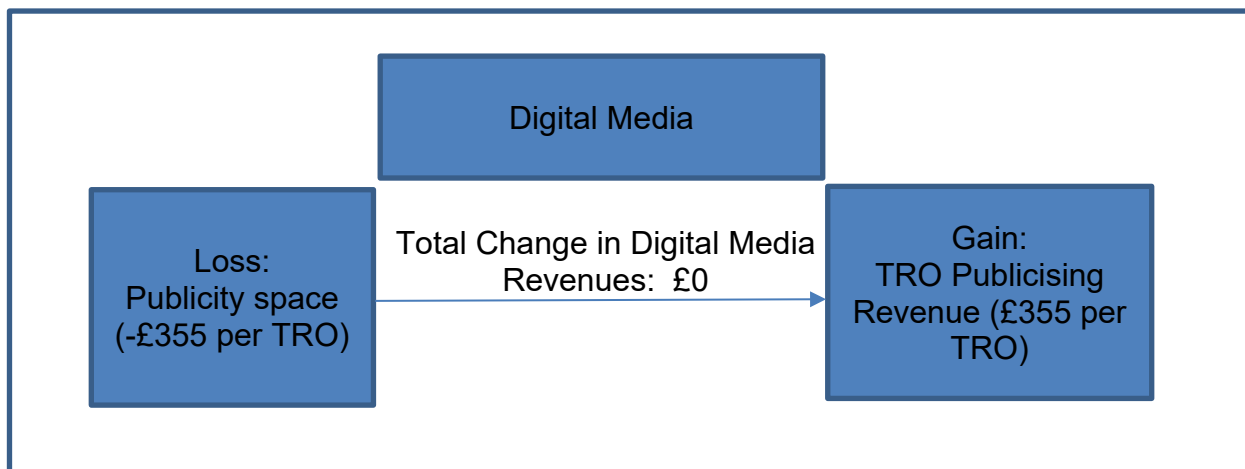 Digital Media
Loss:
Publicity space
(-£355 per TRO)
Total Change in Digital Media
Revenues: £0
Gain:
TRO Publicising
Revenue (£355 per
TRO)